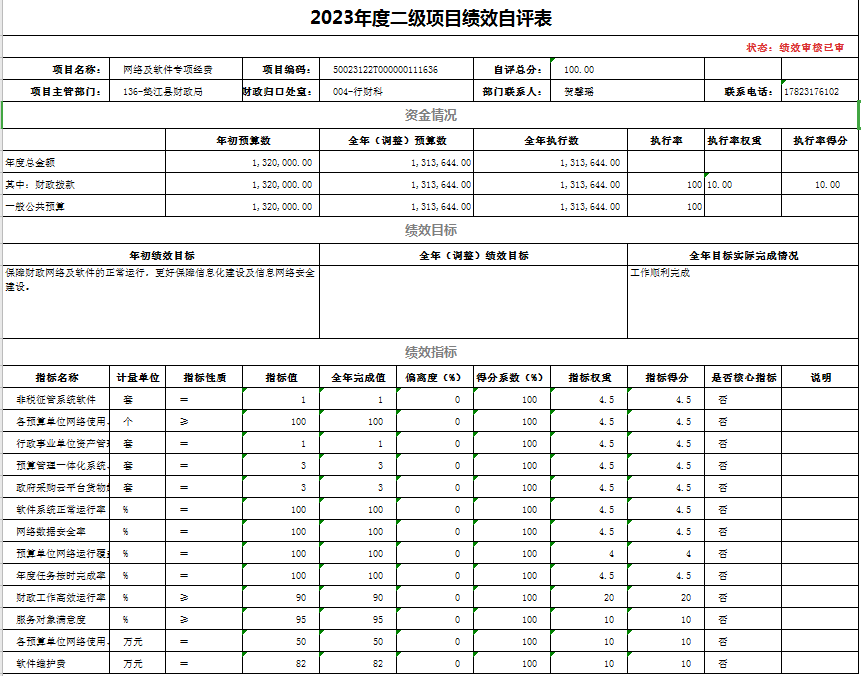 2023年度二级项目绩效自评表
状态：绩效审核已审
项目名称： 网络及软件专项经费 项目编码： 50023122T000000111636 自评总分： 100.00
项目主管部门： 136-垫江县财政局 财政归口处室： 004-行财科 部门联系人： 贺馨瑶 联系电话： 17823176102
资金情况
年初预算数 全年（调整）预算数 全年执行数 执行率 执行率权重 执行率得分
年度总金额 1,320,000.00 1,313,644.00 1,313,644.00
其中：财政拨款 1,320,000.00 1,313,644.00 1,313,644.00 100 10.00 10.00
一般公共预算 1,320,000.00 1,313,644.00 1,313,644.00 100
绩效目标
年初绩效目标 全年（调整）绩效目标 全年目标实际完成情况
保障财政网络及软件的正常运行，更好保障信息化建设及信息网络安全 工作顺利完成
建设。
绩效指标
指标名称 计量单位 指标性质 指标值 全年完成值 偏离度（%） 得分系数（%） 指标权重 指标得分 是否核心指标 说明
非税征管系统软件 套 ＝ 1 1 0 100 4.5 4.5 否
各预算单位网络使用 个 ≥ 100 100 0 100 4.5 4.5 否
行政事业单位资产管 套 ＝ 1 1 0 100 4.5 4.5 否
预算管理一体化系统 套 ＝ 3 3 0 100 4.5 4.5 否
政府采购云平台货物 套 ＝ 3 3 0 100 4.5 4.5 否
软件系统正常运行率 % ＝ 100 100 0 100 4.5 4.5 否
网络数据安全率 % ＝ 100 100 0 100 4.5 4.5 否
预算单位网络运行覆 % ＝ 100 100 0 100 4 4 否
年度任务按时完成率 % ＝ 100 100 0 100 4.5 4.5 否
财政工作高效运行率 % ≥ 90 90 0 100 20 20 否
服务对象满意度 % ≥ 95 95 0 100 10 10 否
各预算单位网络使用 万元 ＝ 50 50 0 100 10 10 否
软件维护费 万元 ＝ 82 82 0 100 10 10 否